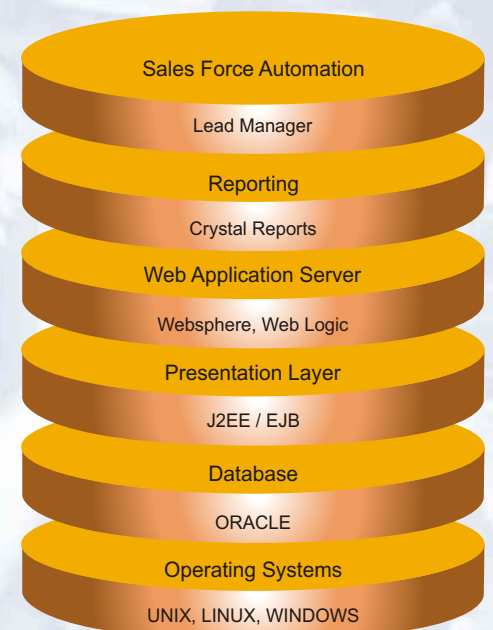 Sales Force Automation
Lead Manager
Reporting
Crystal Reports
Web Application Server
Websphere, Web Logic
Presentation Layer
J2EE / EJB
Database
ORACLE
Operating Systems
UNIX, LINUX, WINDOWS